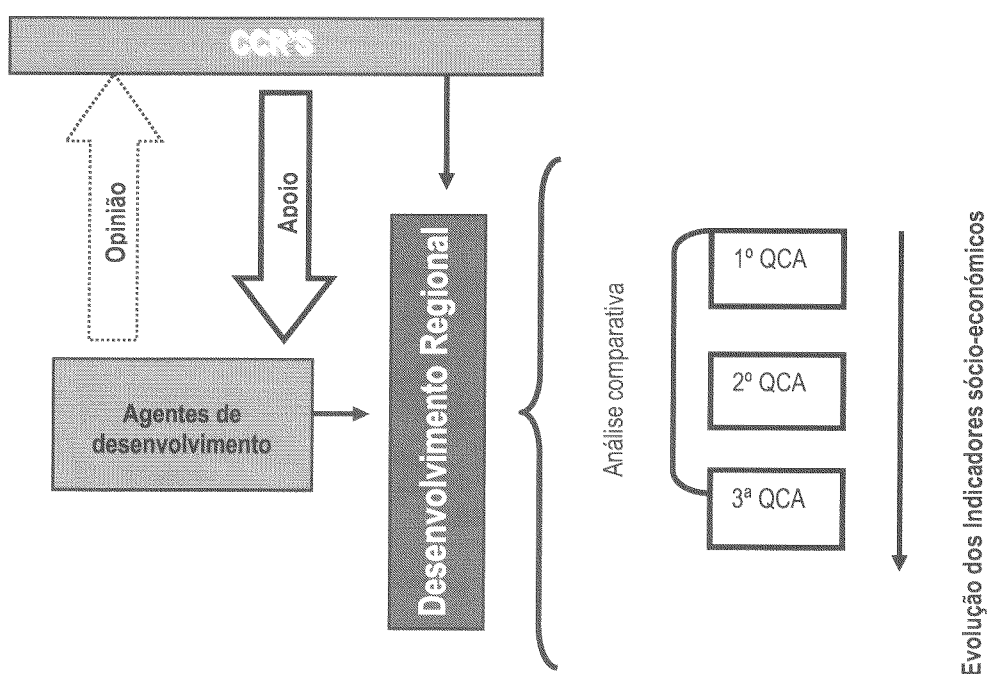 CCR'S
Opinião
Apoio
Agentes de
desenvolvimento
Desenvolvimento Regional
Análise comparativa
1º QCA
2º QCA
3ª QCA
Evolução dos Indicadores sócio-económicos